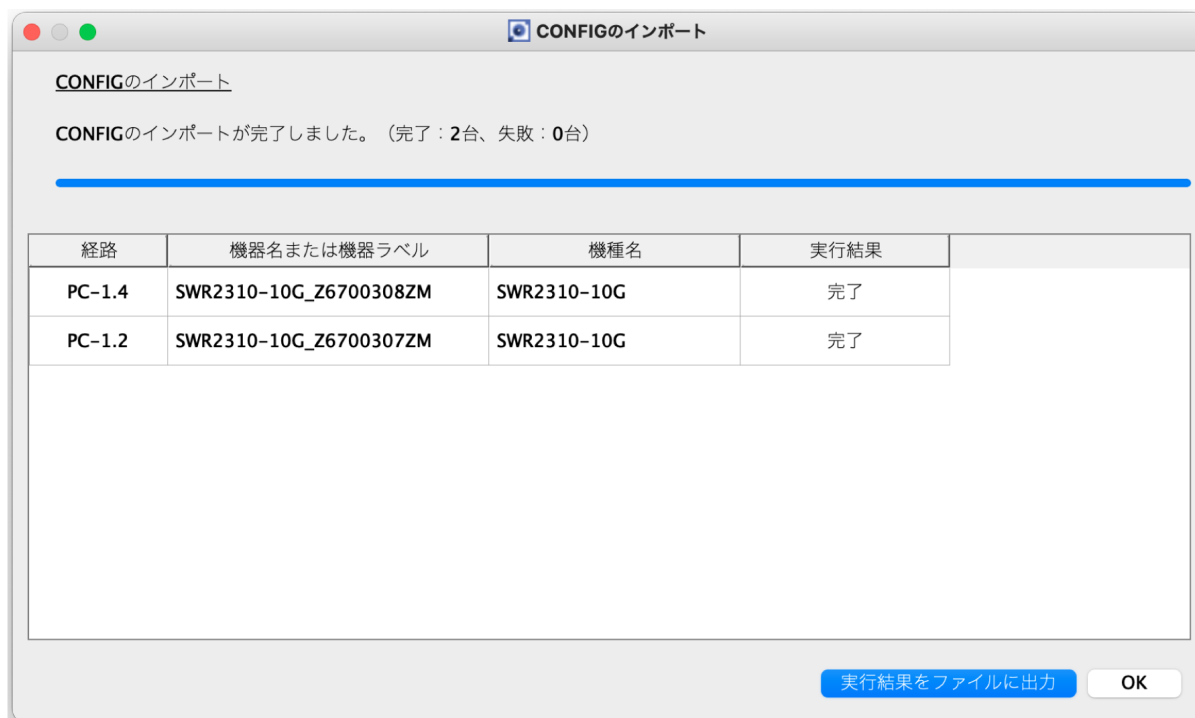 CONFIGのインポート
CONFIGのインポート
CONFIGのインポートが完了しました。（完了：2台、失敗：0台）
経路 機器名または機器ラベル 機種名 実行結果
PC-1.4 SWR2310-10G_Z6700308ZM SWR2310-10G 完了
PC-1.2 SWR2310-10G_Z6700307ZM SWR2310-10G 完了
実行結果をファイルに出力 OK